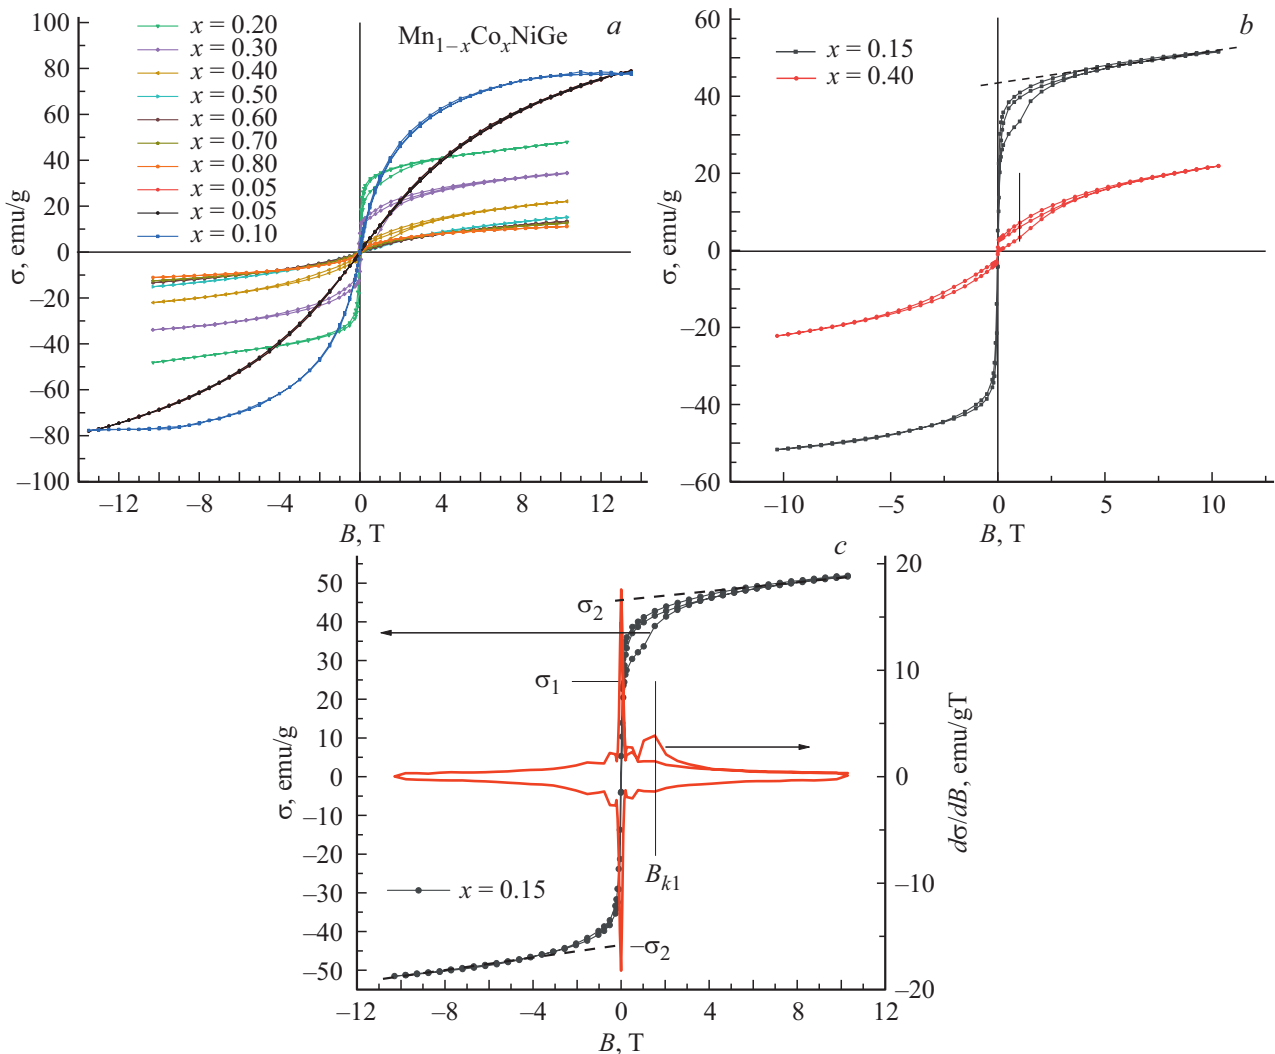 a
Mn1−xCoxNiGe
x = 0.20
x = 0.30
x = 0.40
x = 0.50
x = 0.60
x = 0.70
x = 0.80
x = 0.05
x = 0.05
x = 0.10
100
80
60
40
20
0
−20
−40
−60
−80
−100
σ, emu/g
−12
−8
−4
0
4
8
12
B, T
b
x = 0.15
x = 0.40
60
40
20
0
−20
−40
−60
σ, emu/g
−10
−5
0
5
10
B, T
c
50
40
30
20
10
0
−10
−20
−30
−40
−50
σ, emu/g
σ2
σ1
Bk1
x = 0.15
−σ2
20
10
0
−10
−20
dσ/dB, emu/gT
−12
−8
−4
0
4
8
12
B, T